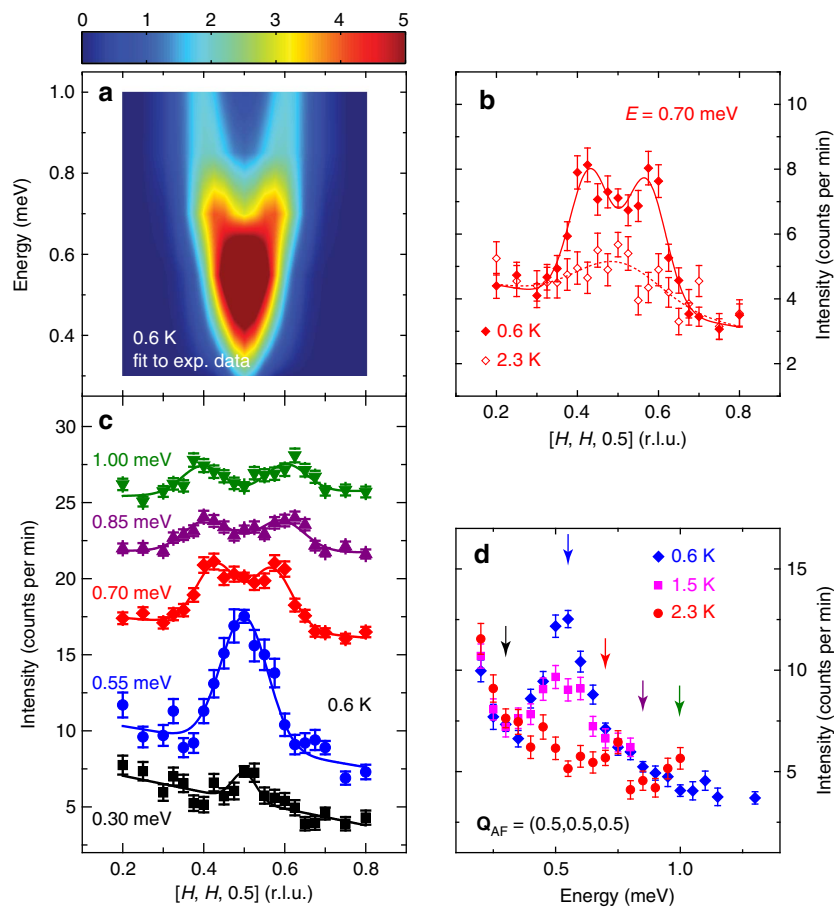 0 1 2 3 4 5
a
1.0
0.8
0.6
0.4
Energy (meV)
0.6 K
fit to exp. data
b
E = 0.70 meV
10
8
6
4
2
Intensity (counts per min)
0.6 K
2.3 K
0.2 0.4 0.6 0.8
[H, H, 0.5] (r.l.u.)
c
30
25
20
15
10
5
Intensity (counts per min)
1.00 meV
0.85 meV
0.70 meV
0.55 meV
0.6 K
0.30 meV
0.2 0.4 0.6 0.8
[H, H, 0.5] (r.l.u.)
d
0.6 K
1.5 K
2.3 K
15
10
5
Intensity (counts per min)
Q_AF = (0.5,0.5,0.5)
0.5 1.0
Energy (meV)